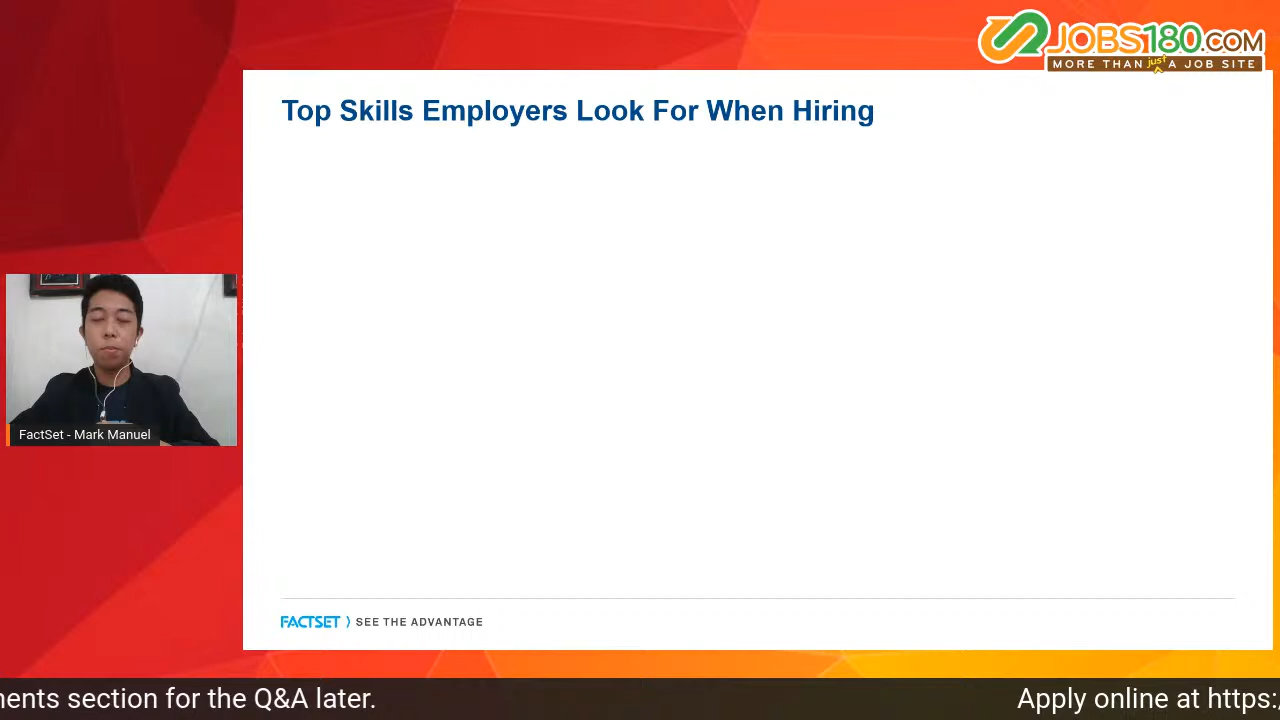 JOBS180.COM
MORE THAN just A JOB SITE
Top Skills Employers Look For When Hiring
FactSet - Mark Manuel
FACTSET ⟩ SEE THE ADVANTAGE
ments section for the Q&A later.
Apply online at https:/